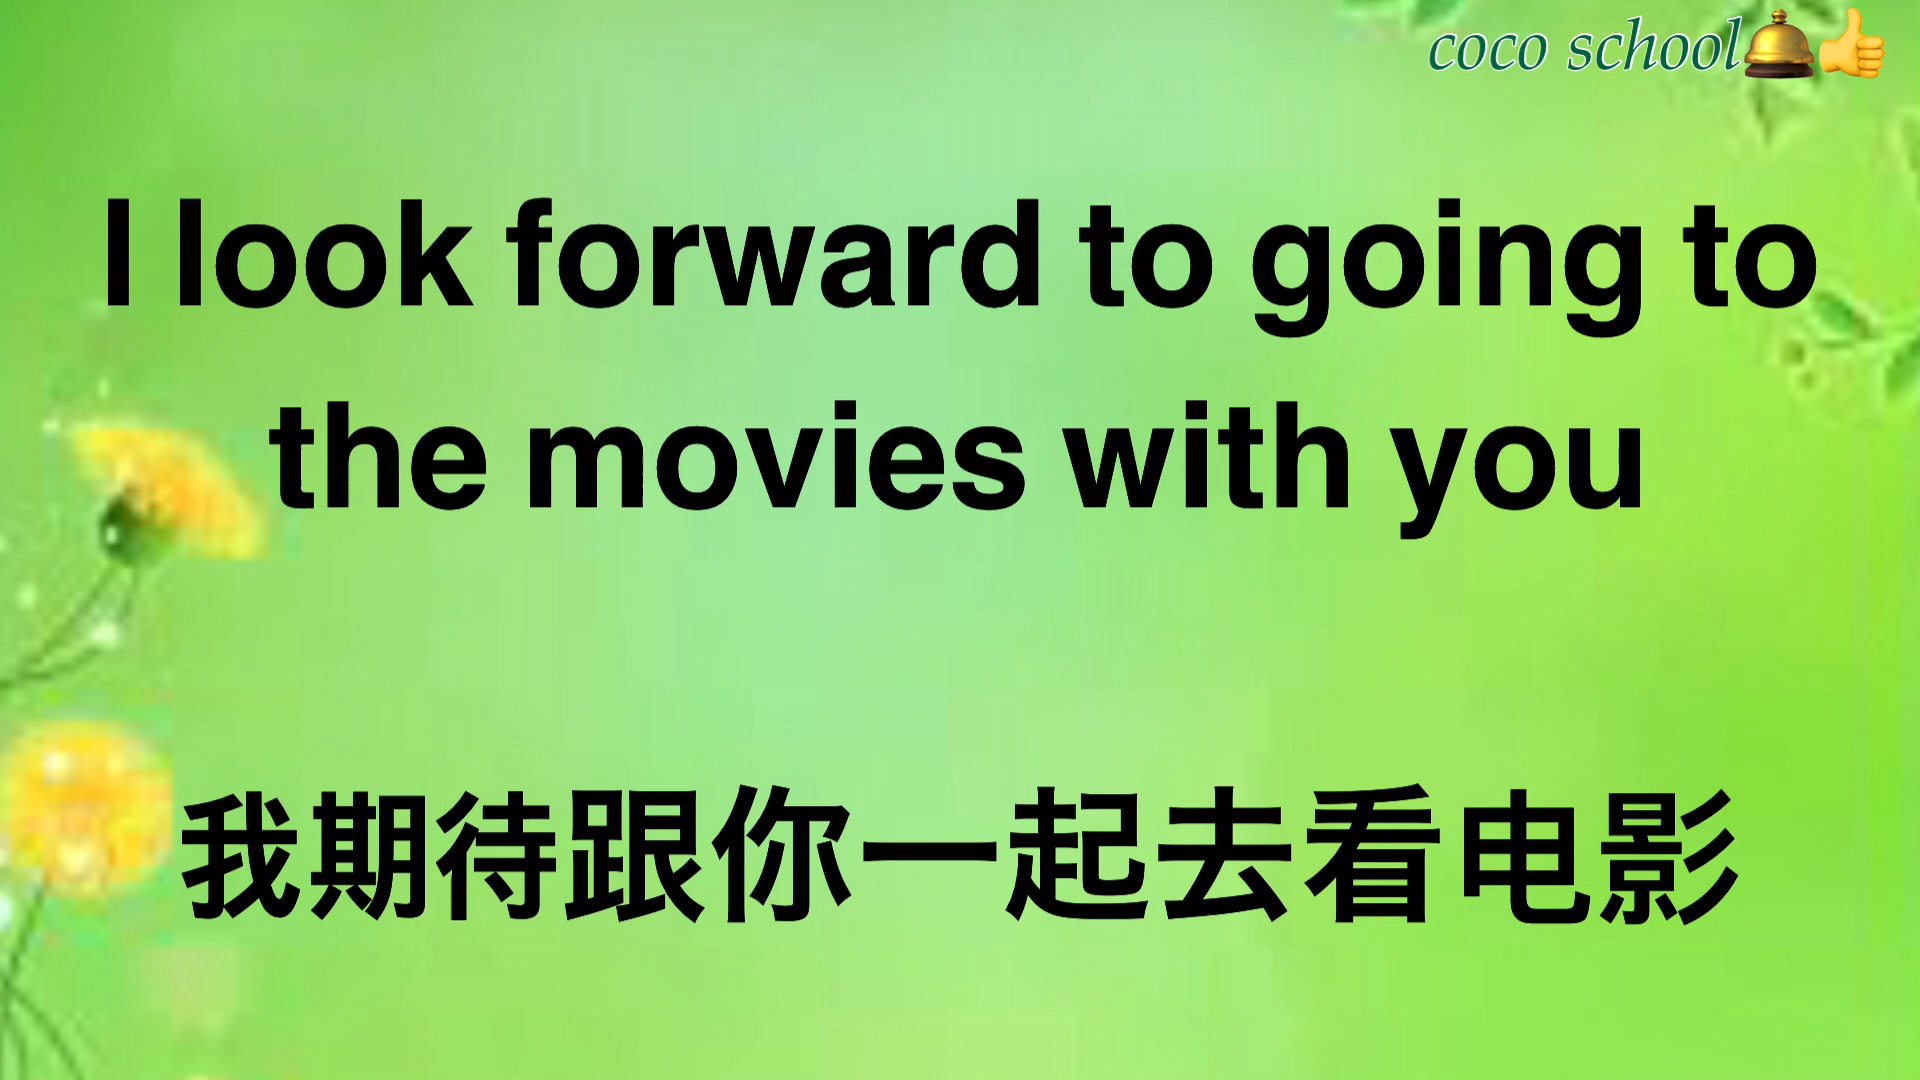 coco school🛎👍
I look forward to going to
the movies with you
我期待跟你一起去看电影